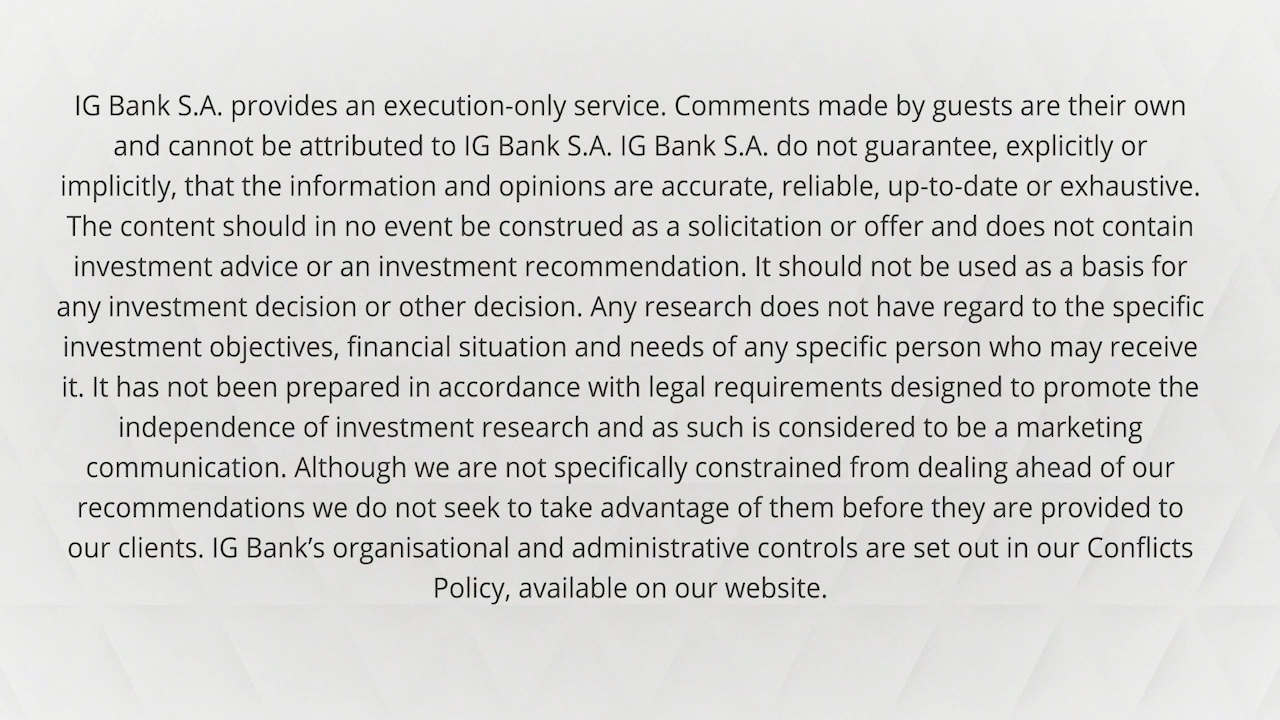 IG Bank S.A. provides an execution-only service. Comments made by guests are their own
and cannot be attributed to IG Bank S.A. IG Bank S.A. do not guarantee, explicitly or
implicitly, that the information and opinions are accurate, reliable, up-to-date or exhaustive.
The content should in no event be construed as a solicitation or offer and does not contain
investment advice or an investment recommendation. It should not be used as a basis for
any investment decision or other decision. Any research does not have regard to the specific
investment objectives, financial situation and needs of any specific person who may receive
it. It has not been prepared in accordance with legal requirements designed to promote the
independence of investment research and as such is considered to be a marketing
communication. Although we are not specifically constrained from dealing ahead of our
recommendations we do not seek to take advantage of them before they are provided to
our clients. IG Bank’s organisational and administrative controls are set out in our Conflicts
Policy, available on our website.